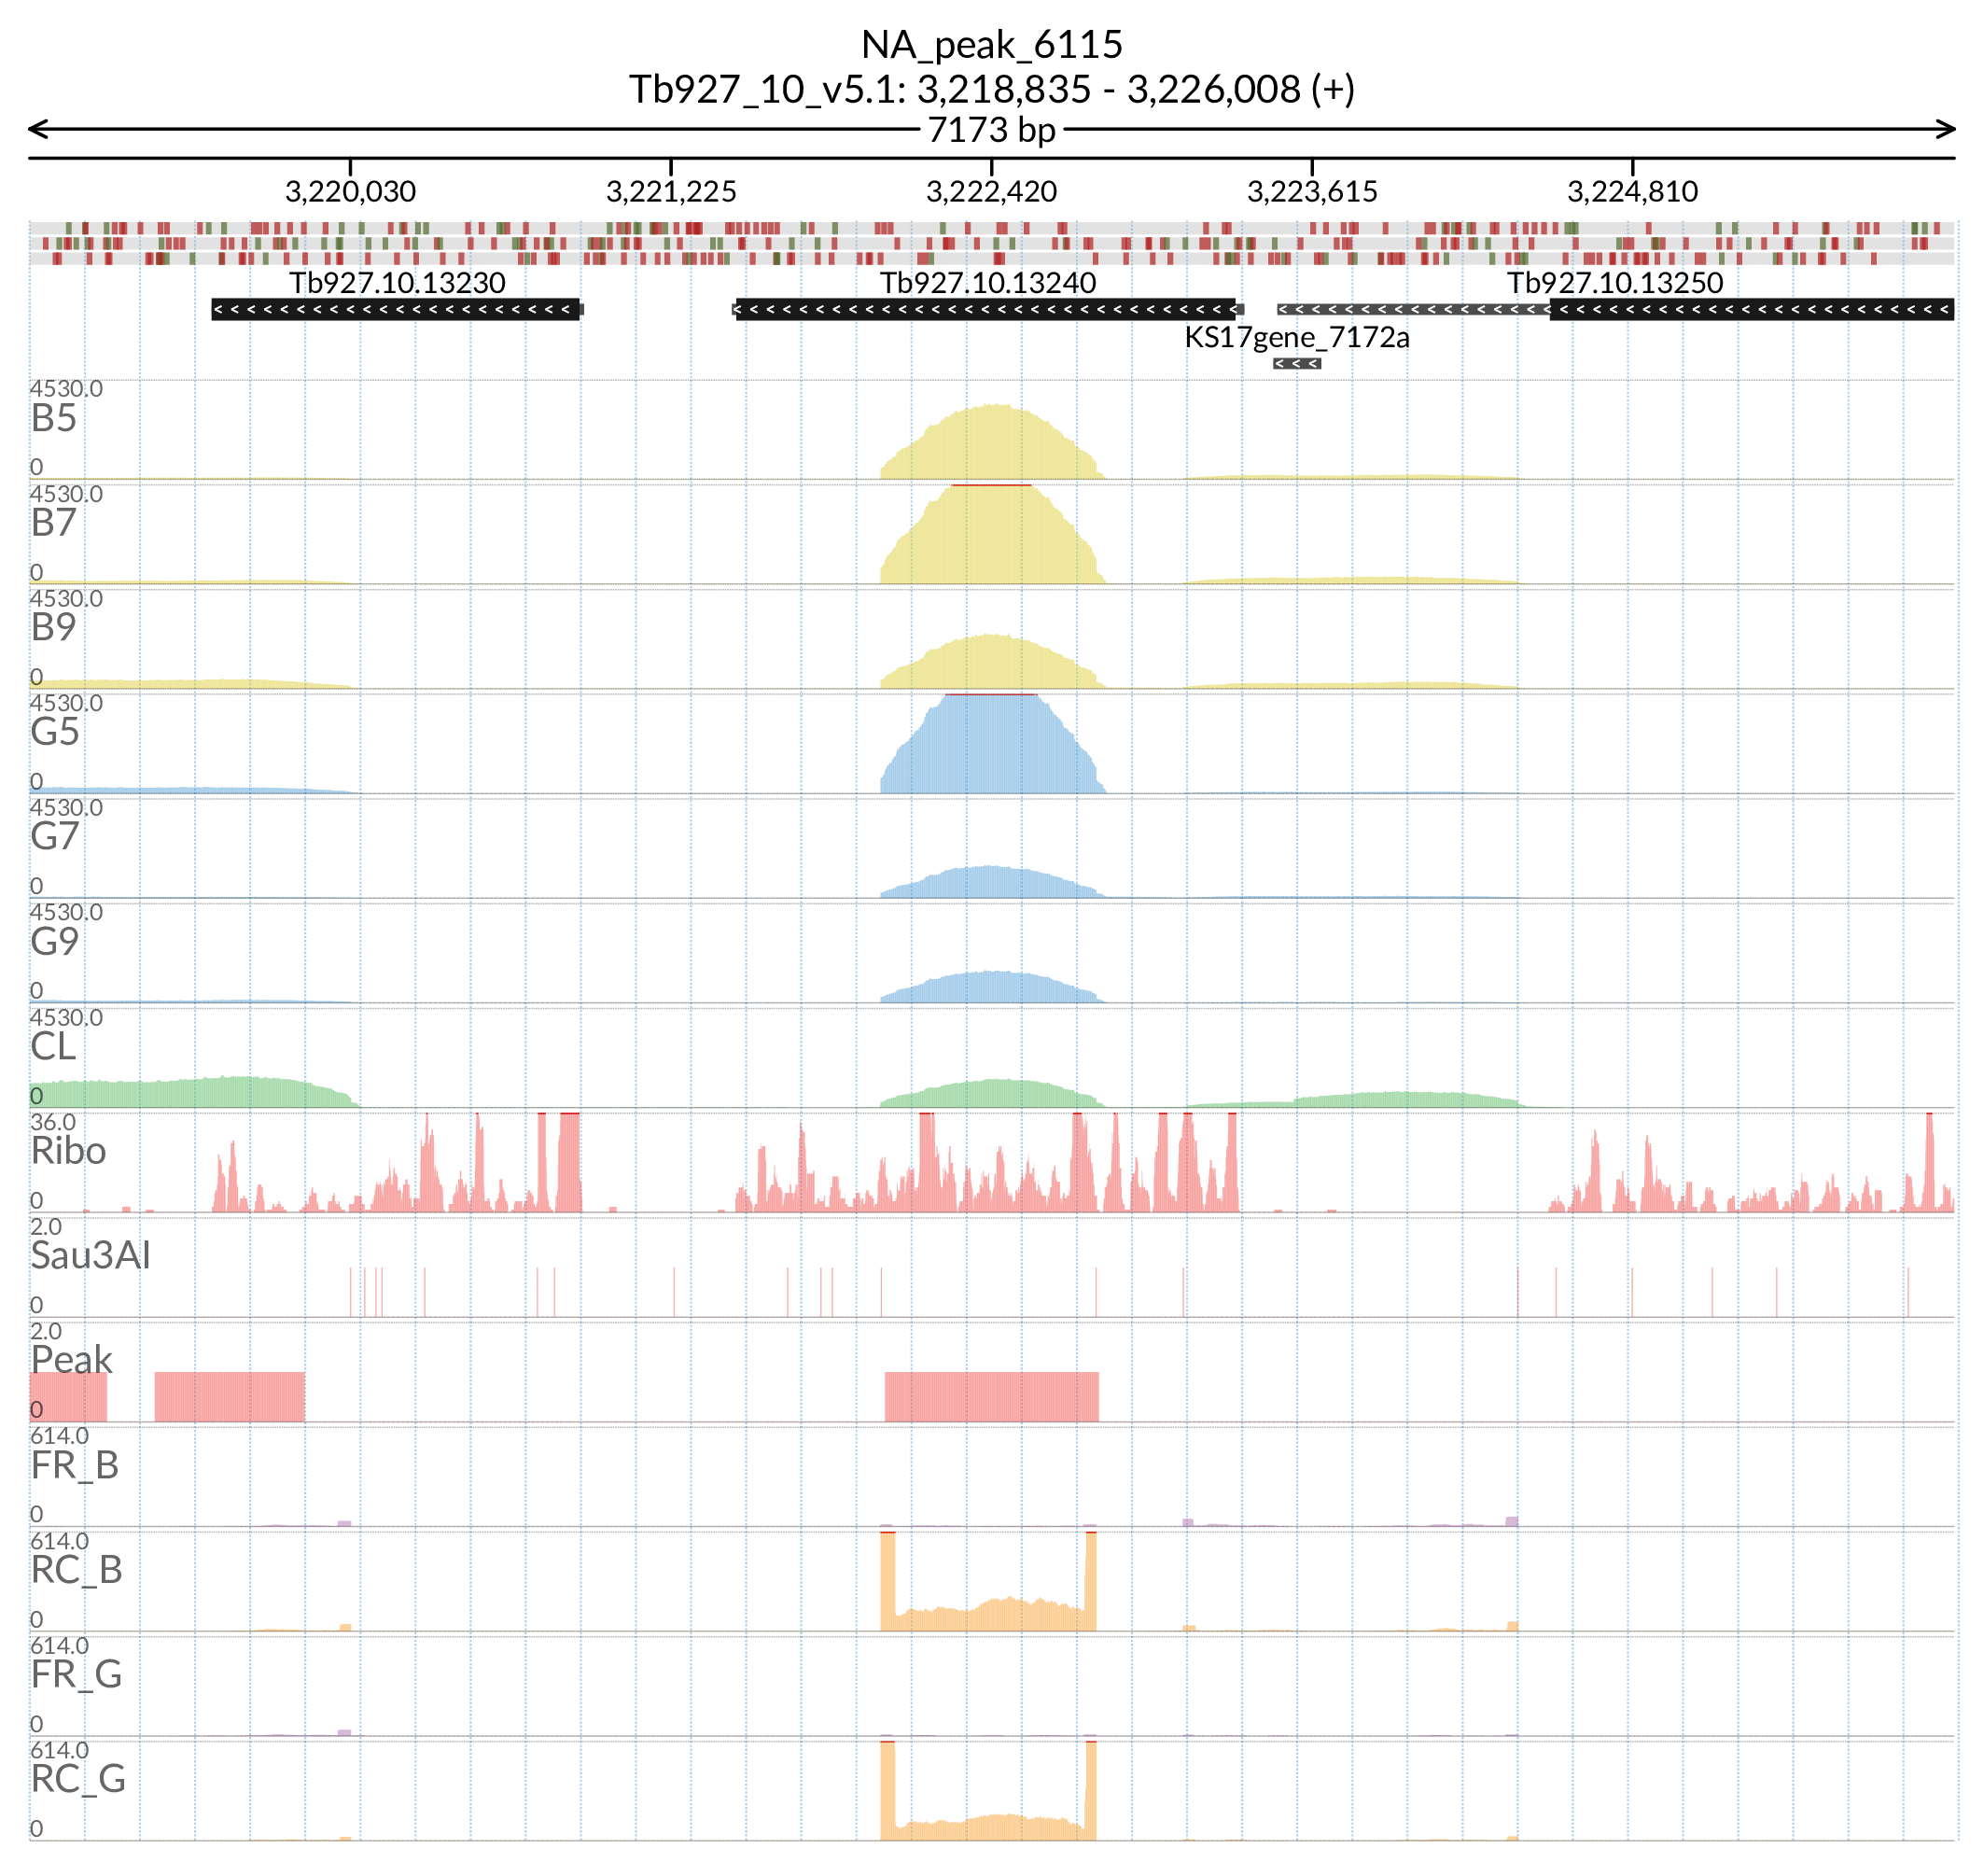 NA_peak_6115
Tb927_10_v5.1: 3,218,835 - 3,226,008 (+)
7173 bp
3,220,030 3,221,225 3,222,420 3,223,615 3,224,810
Tb927.10.13230 Tb927.10.13240 Tb927.10.13250
KS17gene_7172a
4530.0
B5
0
4530.0
B7
0
4530.0
B9
0
4530.0
G5
0
4530.0
G7
0
4530.0
G9
0
4530.0
CL
0
36.0
Ribo
0
2.0
Sau3AI
0
2.0
Peak
0
614.0
FR_B
0
614.0
RC_B
0
614.0
FR_G
0
614.0
RC_G
0